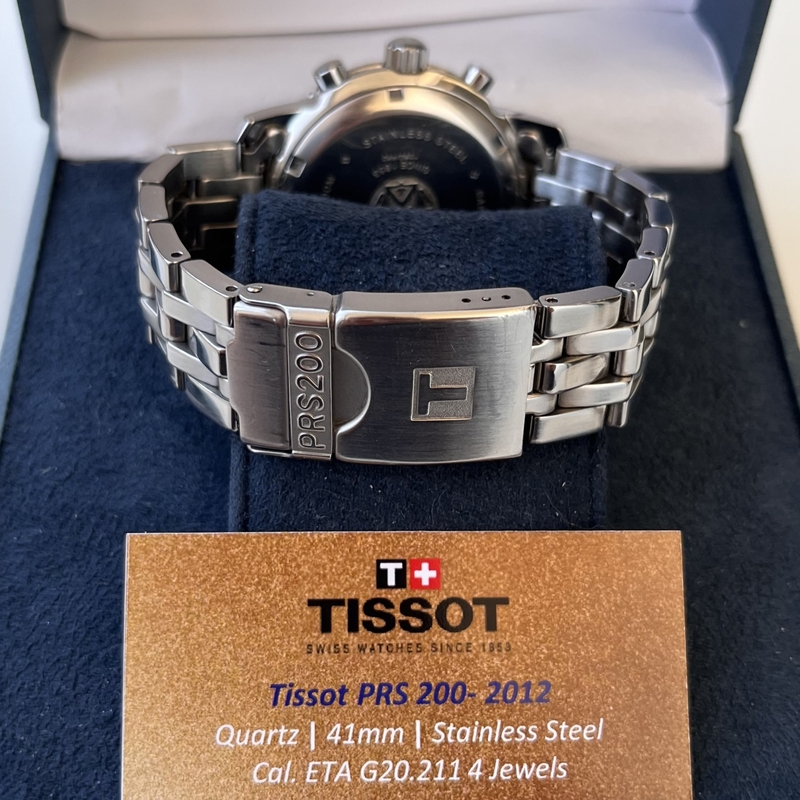 STAINLESS STEEL
PRS200
T
T+
TISSOT
SWISS WATCHES SINCE 1853
Tissot PRS 200- 2012
Quartz | 41mm | Stainless Steel
Cal. ETA G20.211 4 Jewels